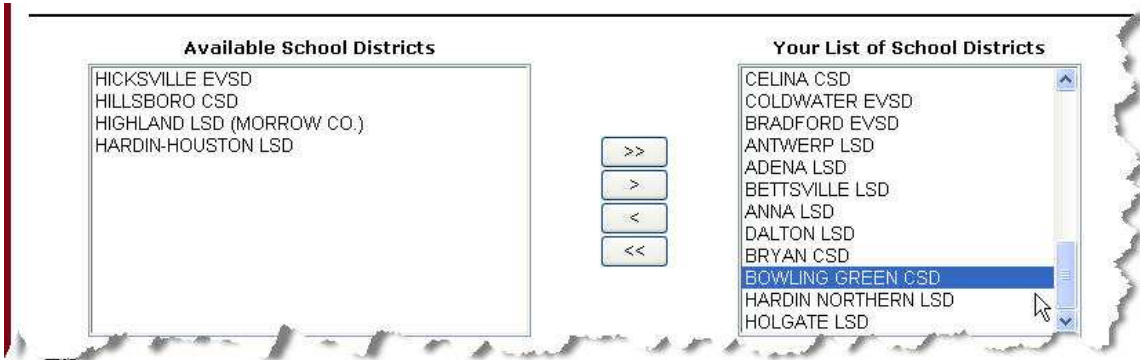 Available School Districts
HICKSVILLE EVSD
HILLSBORO CSD
HIGHLAND LSD (MORROW CO.)
HARDIN-HOUSTON LSD
>>
>
<
<<
Your List of School Districts
CELINA CSD
COLDWATER EVSD
BRADFORD EVSD
ANTWERP LSD
ADENA LSD
BETTSVILLE LSD
ANNA LSD
DALTON LSD
BRYAN CSD
BOWLING GREEN CSD
HARDIN NORTHERN LSD
HOLGATE LSD